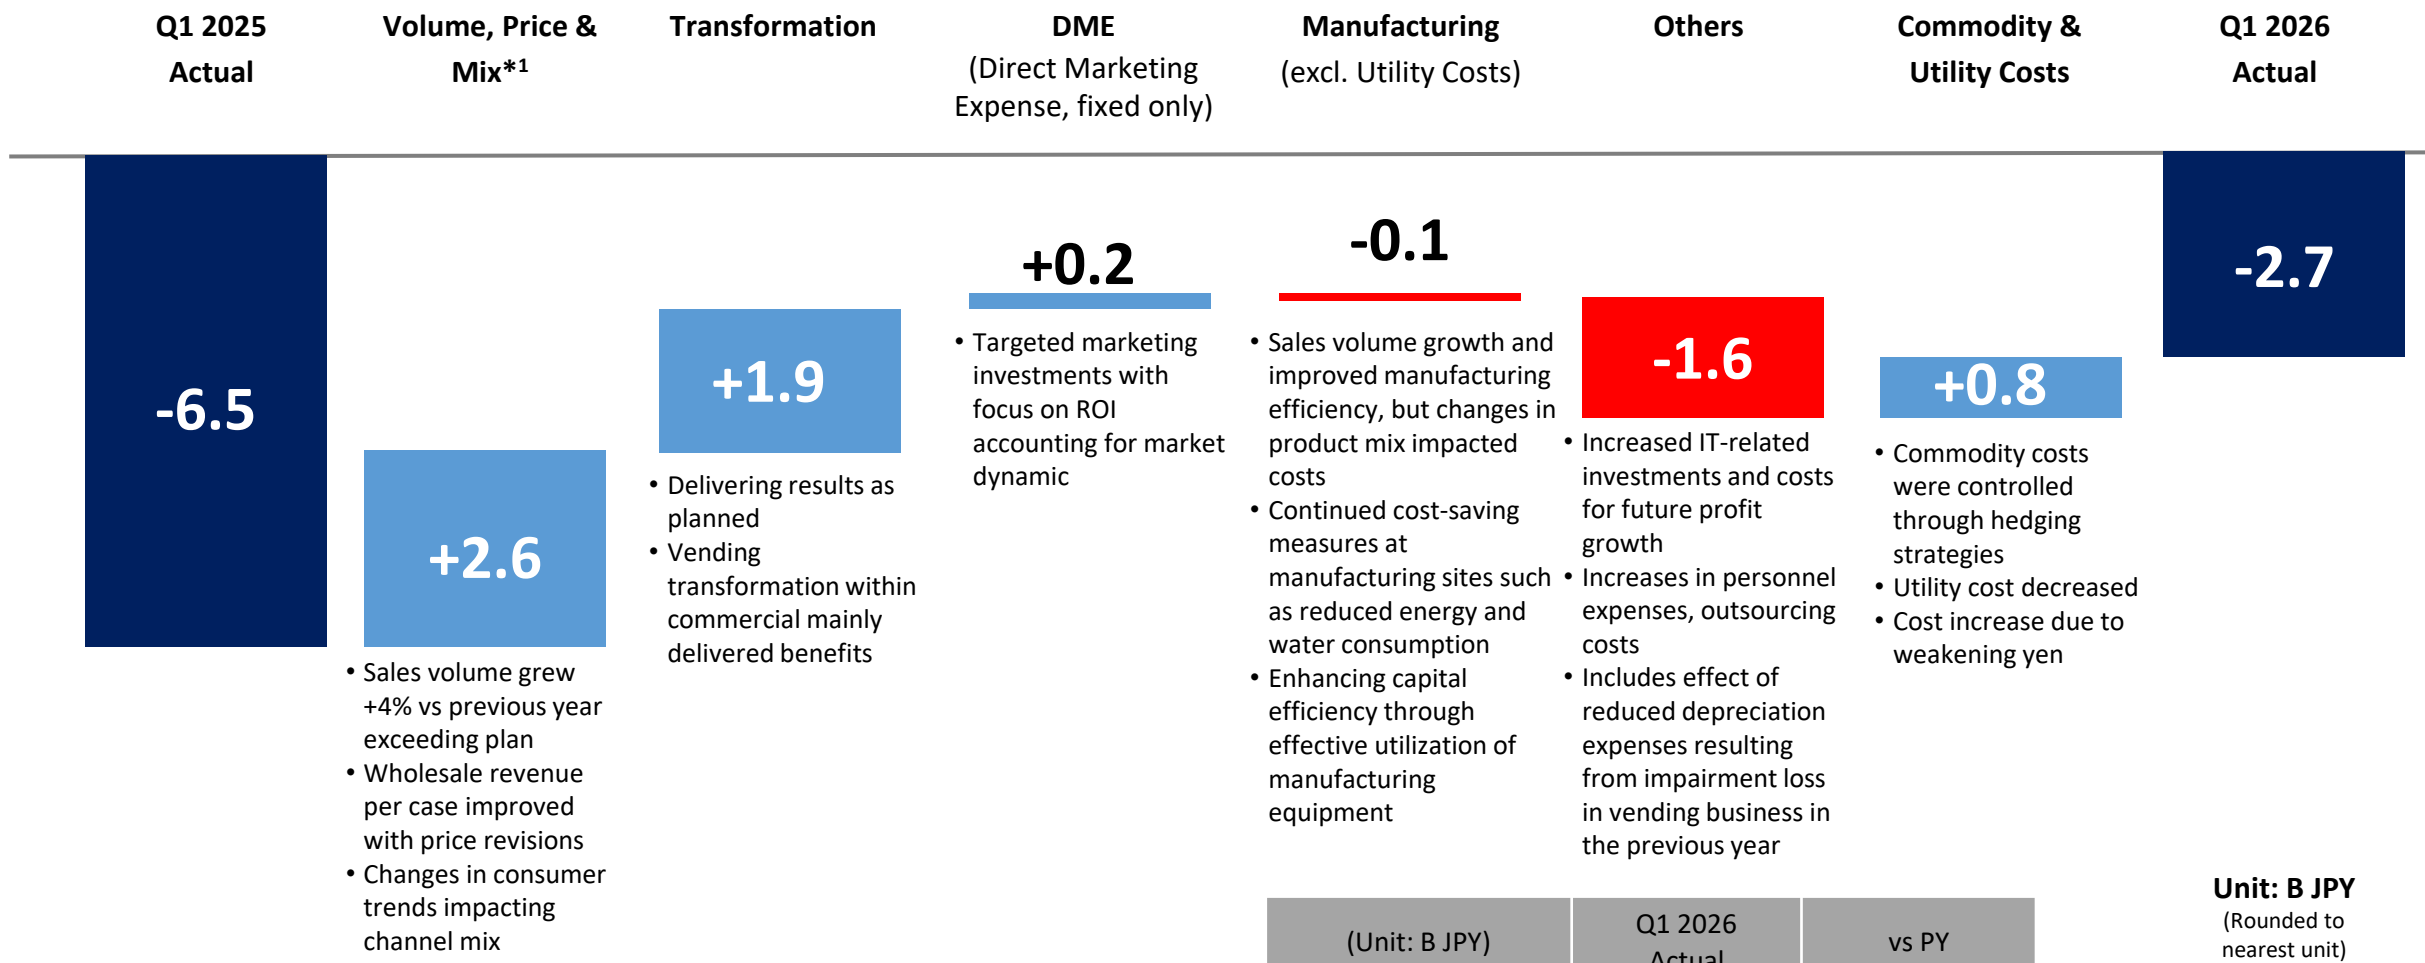 Q1 2025
Actual
Volume, Price &
Mix*1
Transformation
DME
(Direct Marketing
Expense, fixed only)
Manufacturing
(excl. Utility Costs)
Others
Commodity &
Utility Costs
Q1 2026
Actual
-6.5
+2.6
• Sales volume grew
+4% vs previous year
exceeding plan
• Wholesale revenue
per case improved
with price revisions
• Changes in consumer
trends impacting
channel mix
+1.9
• Delivering results as
planned
• Vending
transformation within
commercial mainly
delivered benefits
+0.2
• Targeted marketing
investments with
focus on ROI
accounting for market
dynamic
-0.1
• Sales volume growth and
improved manufacturing
efficiency, but changes in
product mix impacted
costs
• Continued cost-saving
measures at
manufacturing sites such
as reduced energy and
water consumption
• Enhancing capital
efficiency through
effective utilization of
manufacturing
equipment
-1.6
• Increased IT-related
investments and costs
for future profit
growth
• Increases in personnel
expenses, outsourcing
costs
• Includes effect of
reduced depreciation
expenses resulting
from impairment loss
in vending business in
the previous year
+0.8
• Commodity costs
were controlled
through hedging
strategies
• Utility cost decreased
• Cost increase due to
weakening yen
-2.7
Unit: B JPY
(Rounded to
nearest unit)
(Unit: B JPY)
Q1 2026
Actual
vs PY